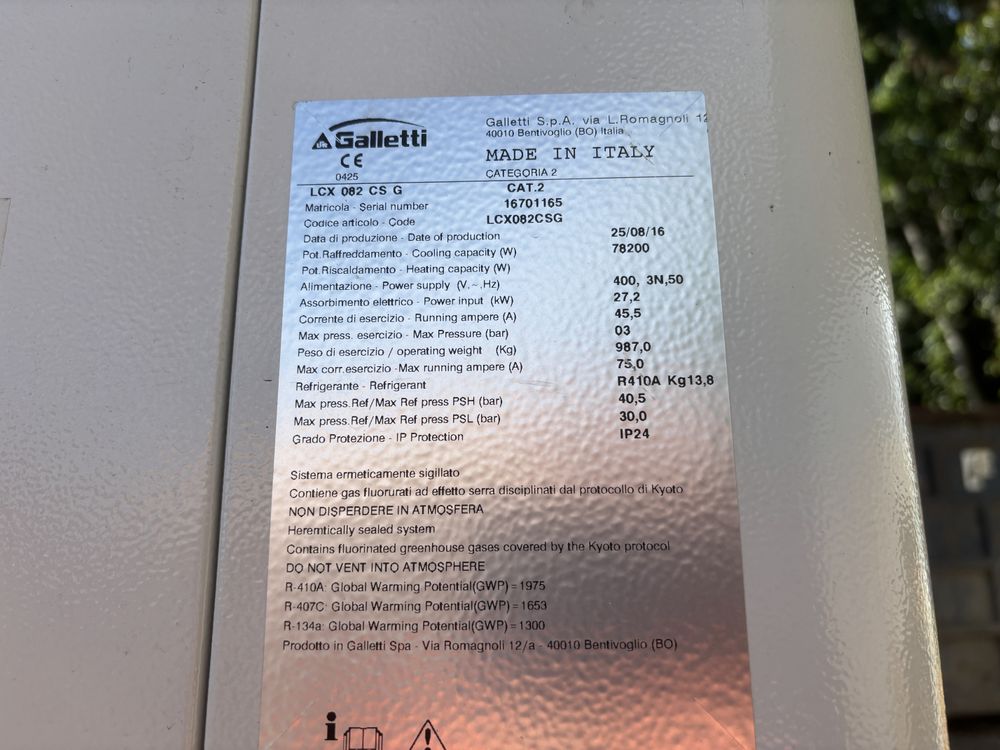 Galletti
CE
0425
Galletti S.p.A. via L.Romagnoli 12
40010 Bentivoglio (BO) Italia
MADE IN ITALY
CATEGORIA 2
LCX 082 CS G CAT.2
Matricola - Serial number 16701165
Codice articolo - Code LCX082CSG
Data di produzione - Date of production 25/08/16
Pot.Raffreddamento - Cooling capacity (W) 78200
Pot.Riscaldamento - Heating capacity (W)
Alimentazione - Power supply (V.~.Hz) 400, 3N,50
Assorbimento elettrico - Power input (kW) 27,2
Corrente di esercizio - Running ampere (A) 45,5
Max press. esercizio - Max Pressure (bar) 03
Peso di esercizio / operating weight (Kg) 987,0
Max corr.esercizio -Max running ampere (A) 75,0
Refrigerante - Refrigerant R410A Kg13,8
Max press.Ref/Max Ref press PSH (bar) 40,5
Max press.Ref/Max Ref press PSL (bar) 30,0
Grado Protezione - IP Protection IP24
Sistema ermeticamente sigillato
Contiene gas fluorurati ad effetto serra disciplinati dal protocollo di Kyoto
NON DISPERDERE IN ATMOSFERA
Heremtically sealed system
Contains fluorinated greenhouse gases covered by the Kyoto protocol
DO NOT VENT INTO ATMOSPHERE
R-410A: Global Warming Potential(GWP) = 1975
R-407C: Global Warming Potential(GWP) = 1653
R-134a: Global Warming Potential(GWP) = 1300
Prodotto in Galletti Spa - Via Romagnoli 12/a - 40010 Bentivoglio (BO)